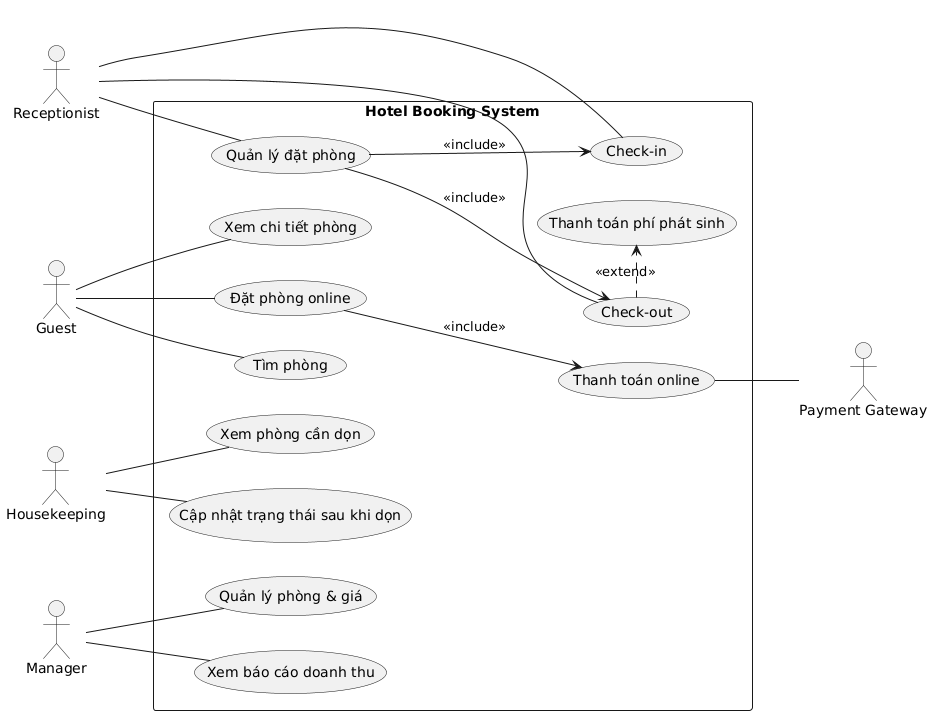 Receptionist
Hotel Booking System
Quản lý đặt phòng
«include»
Check-in
«include»
Xem chi tiết phòng
Thanh toán phí phát sinh
«extend»
Guest
Đặt phòng online
Check-out
«include»
Tìm phòng
Thanh toán online
Payment Gateway
Xem phòng cần dọn
Housekeeping
Cập nhật trạng thái sau khi dọn
Quản lý phòng & giá
Manager
Xem báo cáo doanh thu